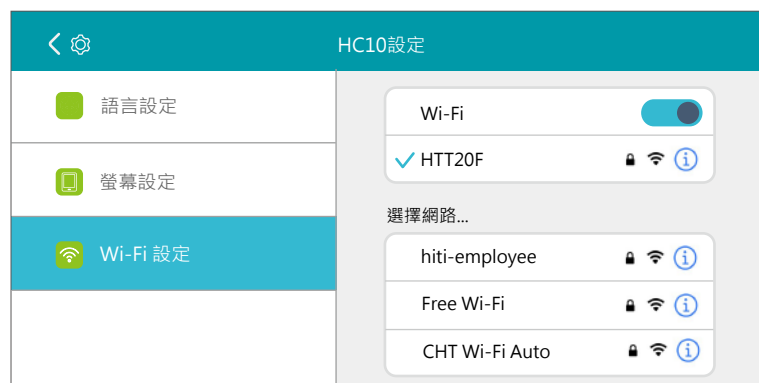 HC10設定
語言設定
螢幕設定
Wi-Fi 設定
Wi-Fi
HTT20F
選擇網路...
hiti-employee
Free Wi-Fi
CHT Wi-Fi Auto